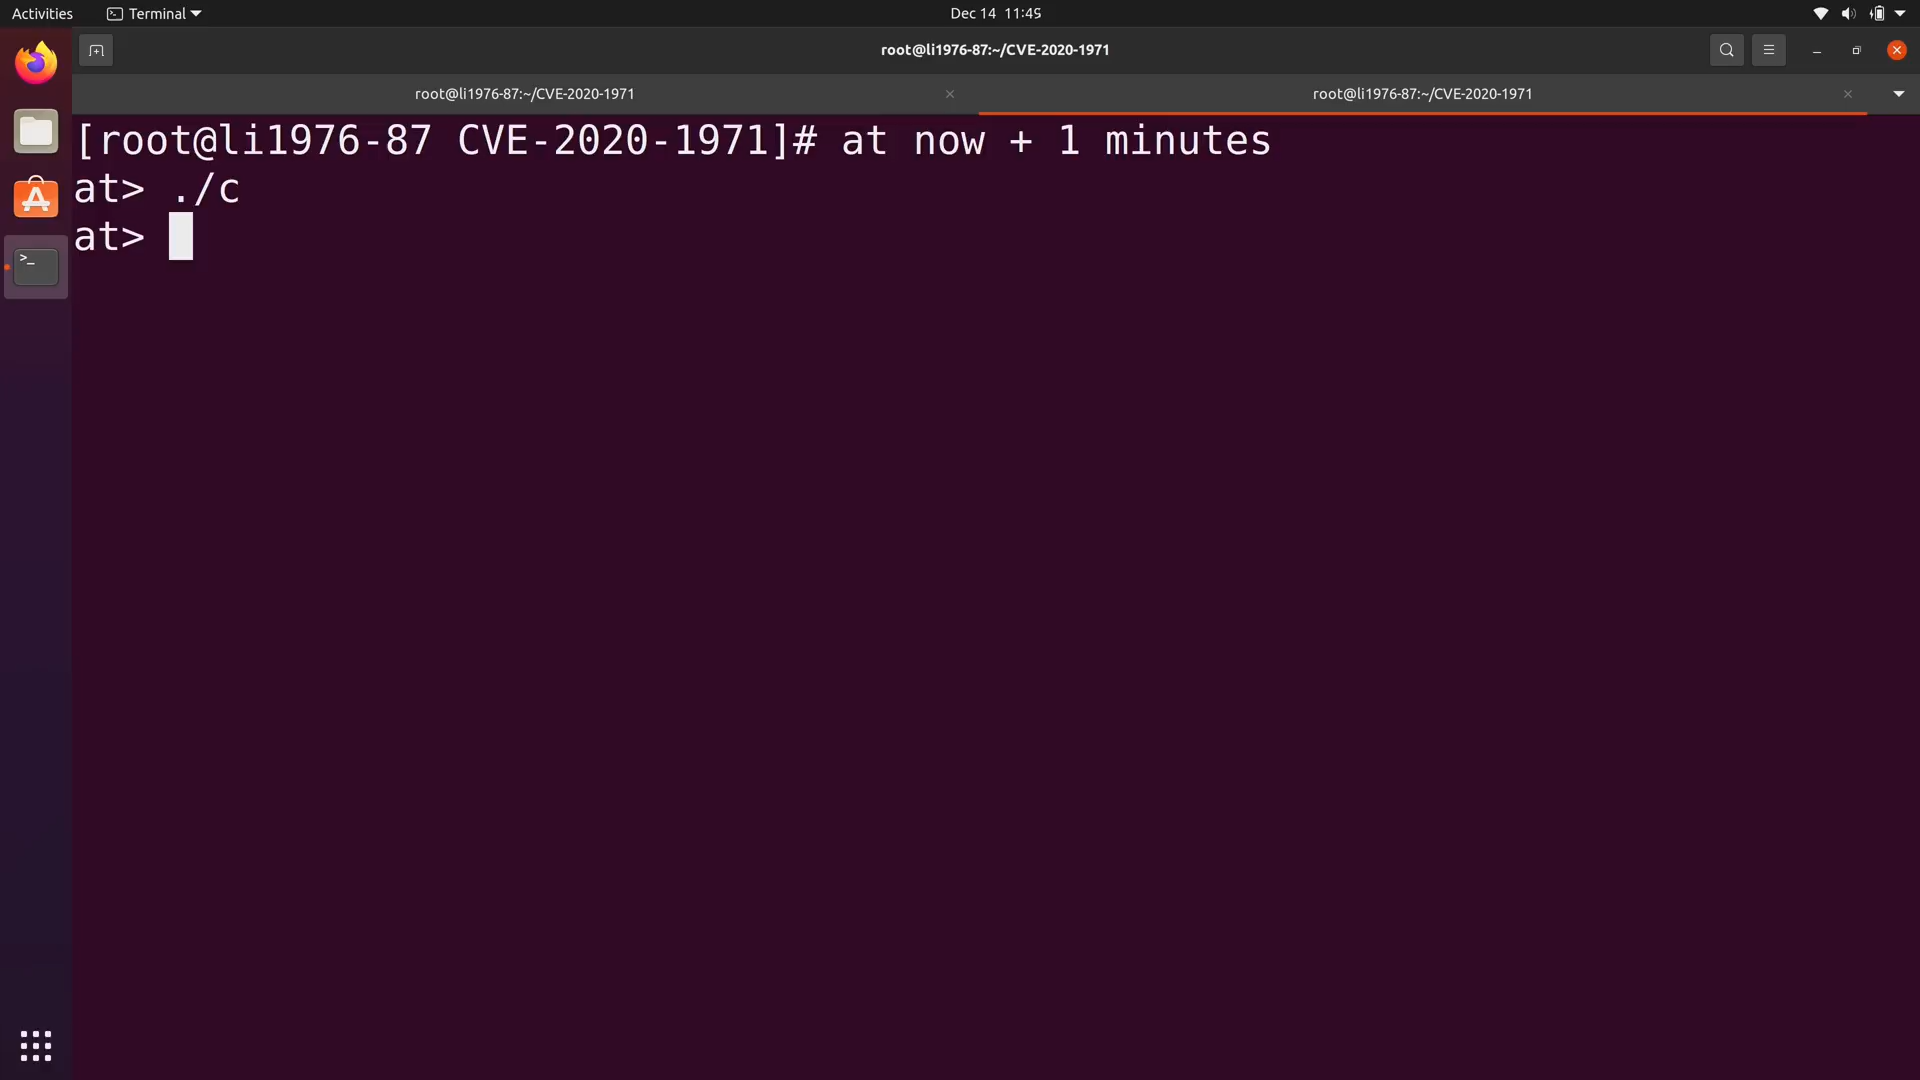 Activities
Terminal
Dec 14 11:45
root@li1976-87:~/CVE-2020-1971
root@li1976-87:~/CVE-2020-1971
root@li1976-87:~/CVE-2020-1971
[root@li1976-87 CVE-2020-1971]# at now + 1 minutes
at> ./c
at>